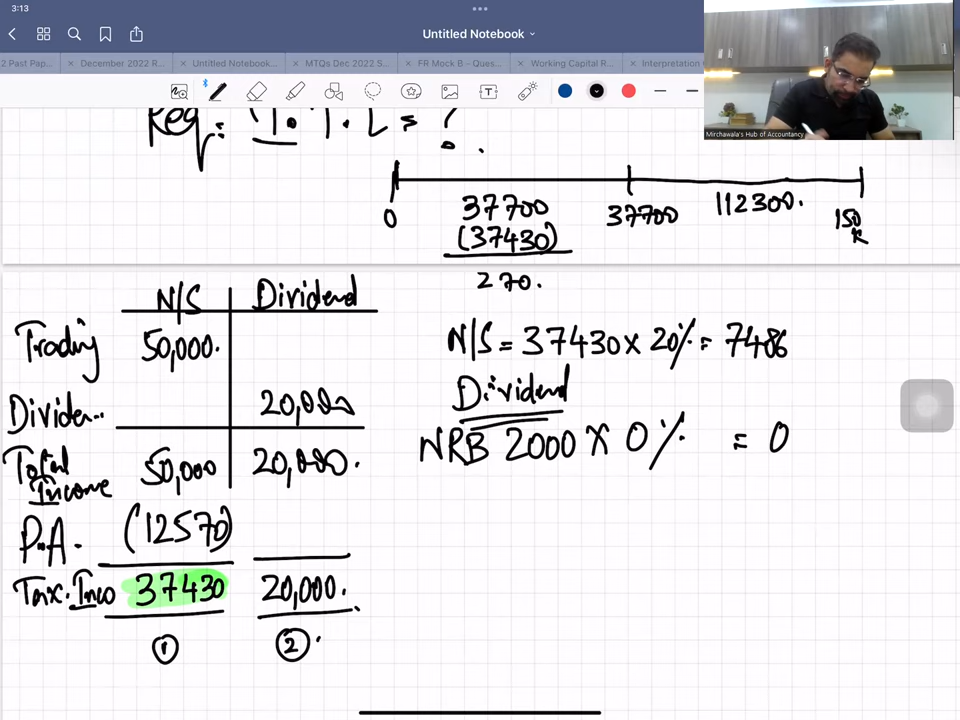 3:13
Untitled Notebook
2 Past Pap...
December 2022 R...
Untitled Notebook...
MTQs Dec 2022 S...
FR Mock B - Ques...
Working Capital R...
Interpretation
Mirchawala's Hub of Accountancy
Req = T.T.L = ?
0 37700 37700 112300. 150k
(37430)
270.
N/S Dividend
Trading 50,000.
Dividen.. 20,000
Total Income 50,000 20,000.
P.A. (12570)
Tax. Inco 37430 20,000.
1 2
N/S = 37430 x 20% = 7486
Dividend
NRB 2000 X 0% = 0